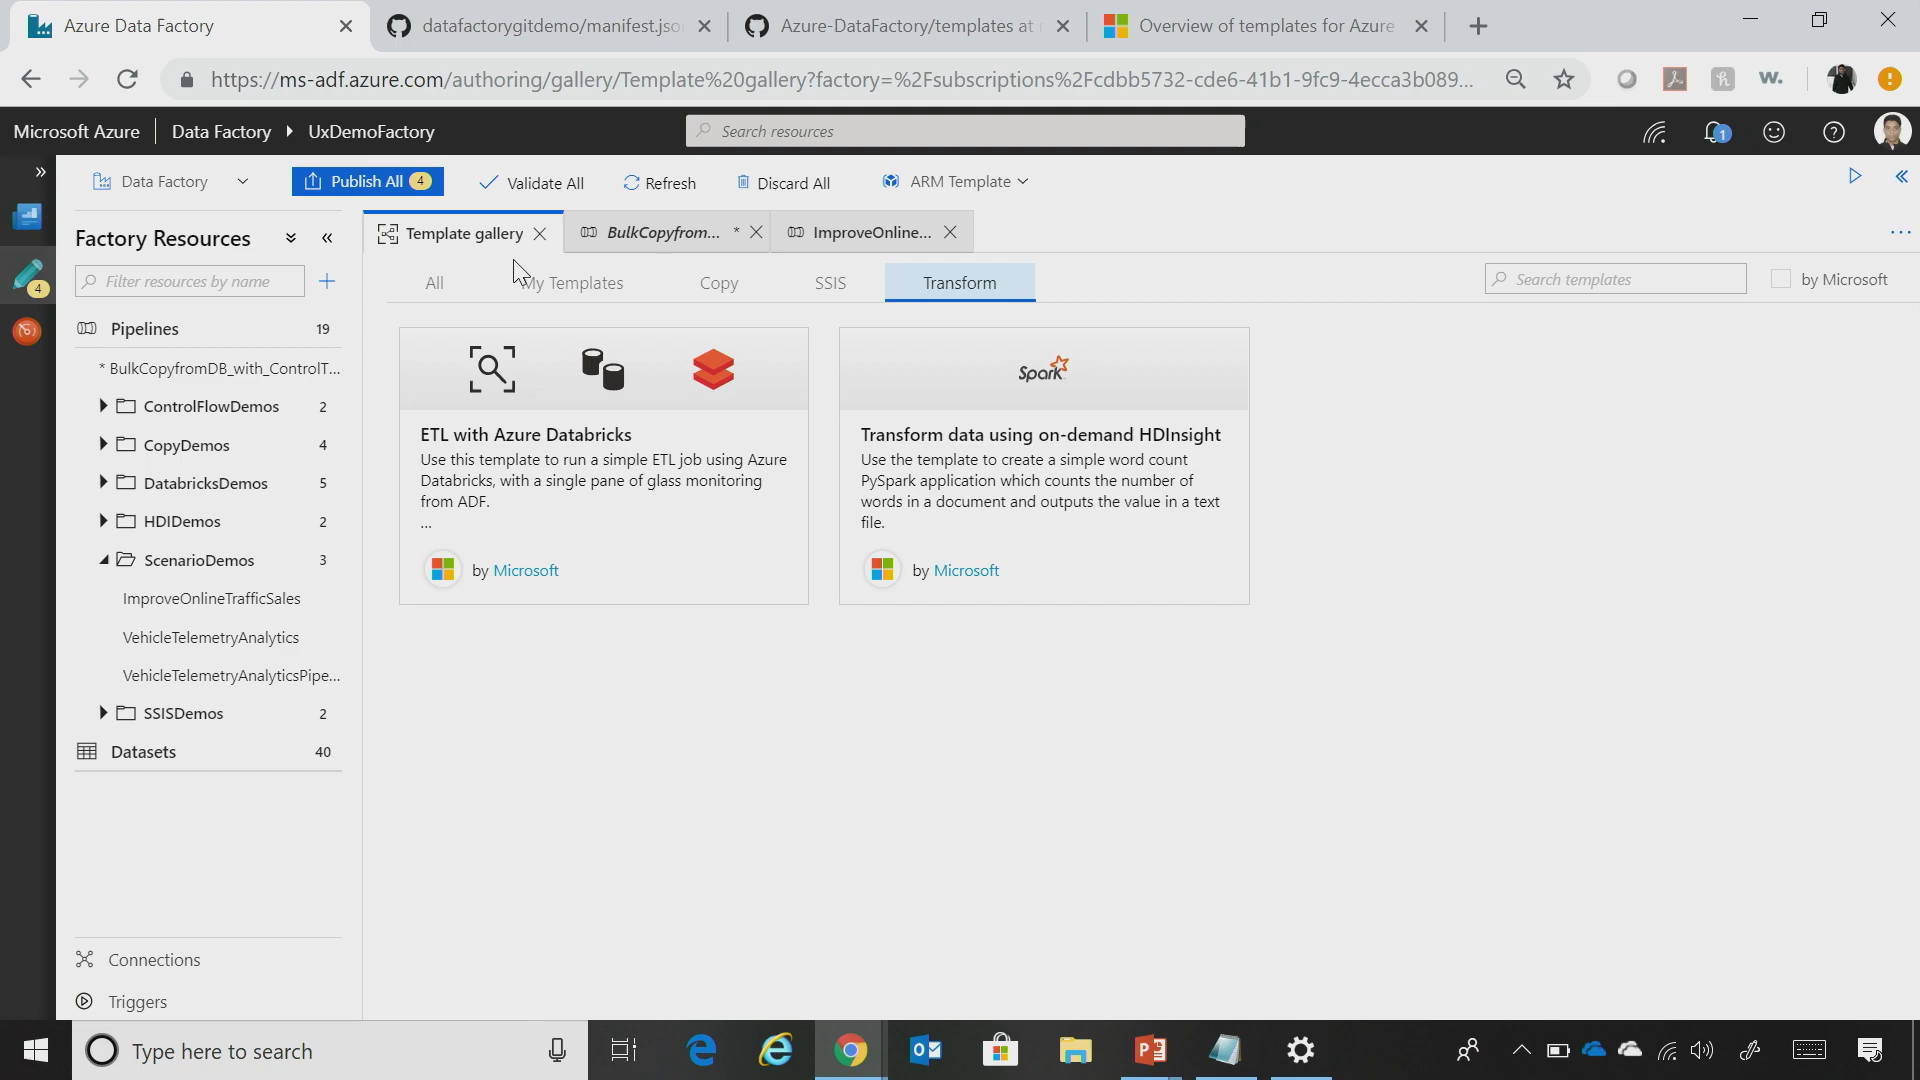 Azure Data Factory
datafactorygitdemo/manifest.jso
Azure-DataFactory/templates at
Overview of templates for Azure
https://ms-adf.azure.com/authoring/gallery/Template%20gallery?factory=%2Fsubscriptions%2Fcdbb5732-cde6-41b1-9fc9-4ecca3b089...
Microsoft Azure
Data Factory
UxDemoFactory
Search resources
1
Data Factory
Publish All 4
Validate All
Refresh
Discard All
ARM Template
4
Factory Resources
Filter resources by name
Pipelines 19
* BulkCopyfromDB_with_ControlT...
ControlFlowDemos 2
CopyDemos 4
DatabricksDemos 5
HDIDemos 2
ScenarioDemos 3
ImproveOnlineTrafficSales
VehicleTelemetryAnalytics
VehicleTelemetryAnalyticsPipe...
SSISDemos 2
Datasets 40
Connections
Triggers
Template gallery
BulkCopyfrom... *
ImproveOnline...
All
My Templates
Copy
SSIS
Transform
Search templates
by Microsoft
ETL with Azure Databricks
Use this template to run a simple ETL job using Azure
Databricks, with a single pane of glass monitoring
from ADF.
...
by Microsoft
Spark
Transform data using on-demand HDInsight
Use the template to create a simple word count
PySpark application which counts the number of
words in a document and outputs the value in a text
file.
by Microsoft
Type here to search